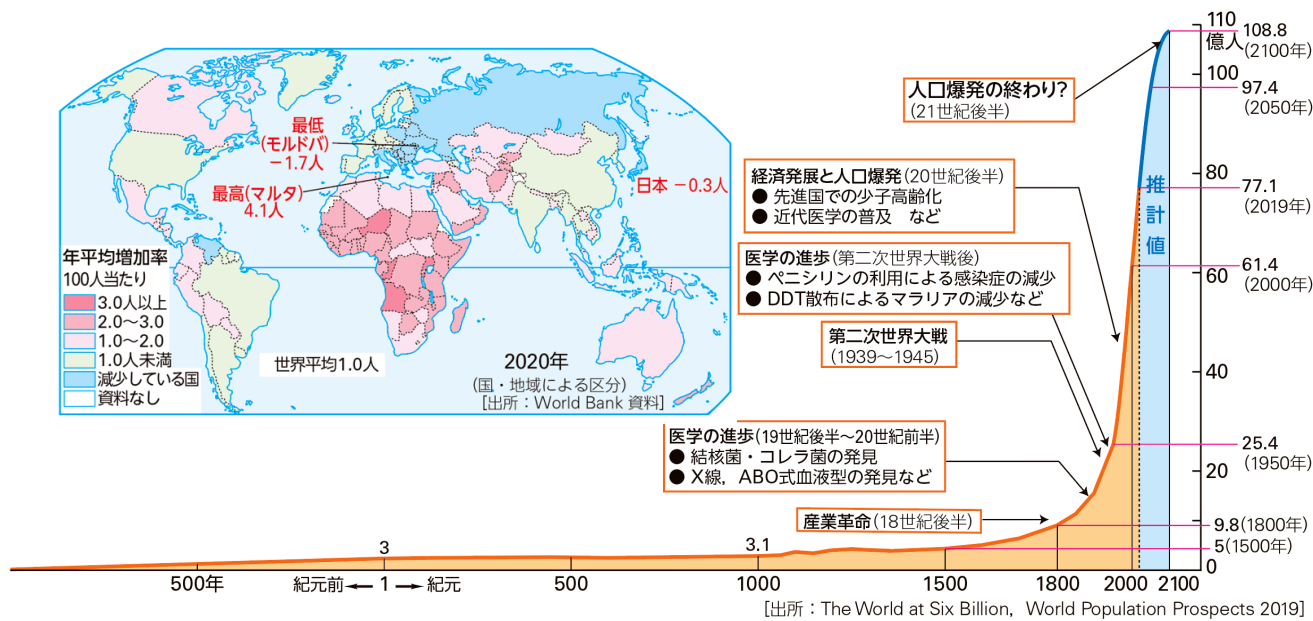 110
億人
108.8
(2100年)
100
97.4
(2050年)
80
77.1
(2019年)
61.4
(2000年)
60
40
25.4
(1950年)
20
9.8(1800年)
5(1500年)
0
人口爆発の終わり?
(21世紀後半)
経済発展と人口爆発(20世紀後半)
● 先進国での少子高齢化
● 近代医学の普及 など
推計値
医学の進歩(第二次世界大戦後)
● ペニシリンの利用による感染症の減少
● DDT散布によるマラリアの減少など
第二次世界大戦
(1939〜1945)
医学の進歩(19世紀後半〜20世紀前半)
● 結核菌・コレラ菌の発見
● X線,ABO式血液型の発見など
産業革命(18世紀後半)
最低
(モルドバ)
−1.7人
最高(マルタ)
4.1人
日本 −0.3人
年平均増加率
100人当たり
3.0人以上
2.0〜3.0
1.0〜2.0
1.0人未満
減少している国
資料なし
世界平均1.0人
2020年
(国・地域による区分)
[出所:World Bank 資料]
3
3.1
500年
紀元前
1
紀元
500
1000
1500
1800
2000
2100
[出所:The World at Six Billion, World Population Prospects 2019]